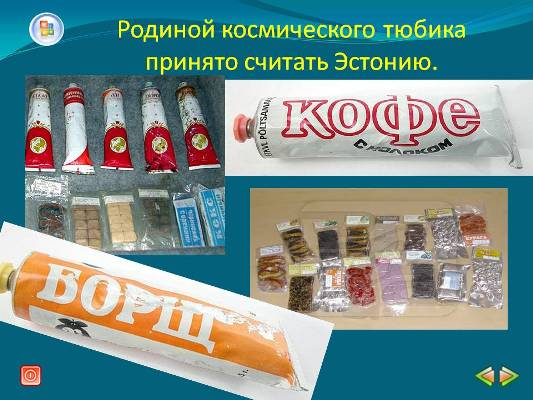 Родиной космического тюбика
принято считать Эстонию.
КОФЕ
С МОЛОКОМ
БОРЩ